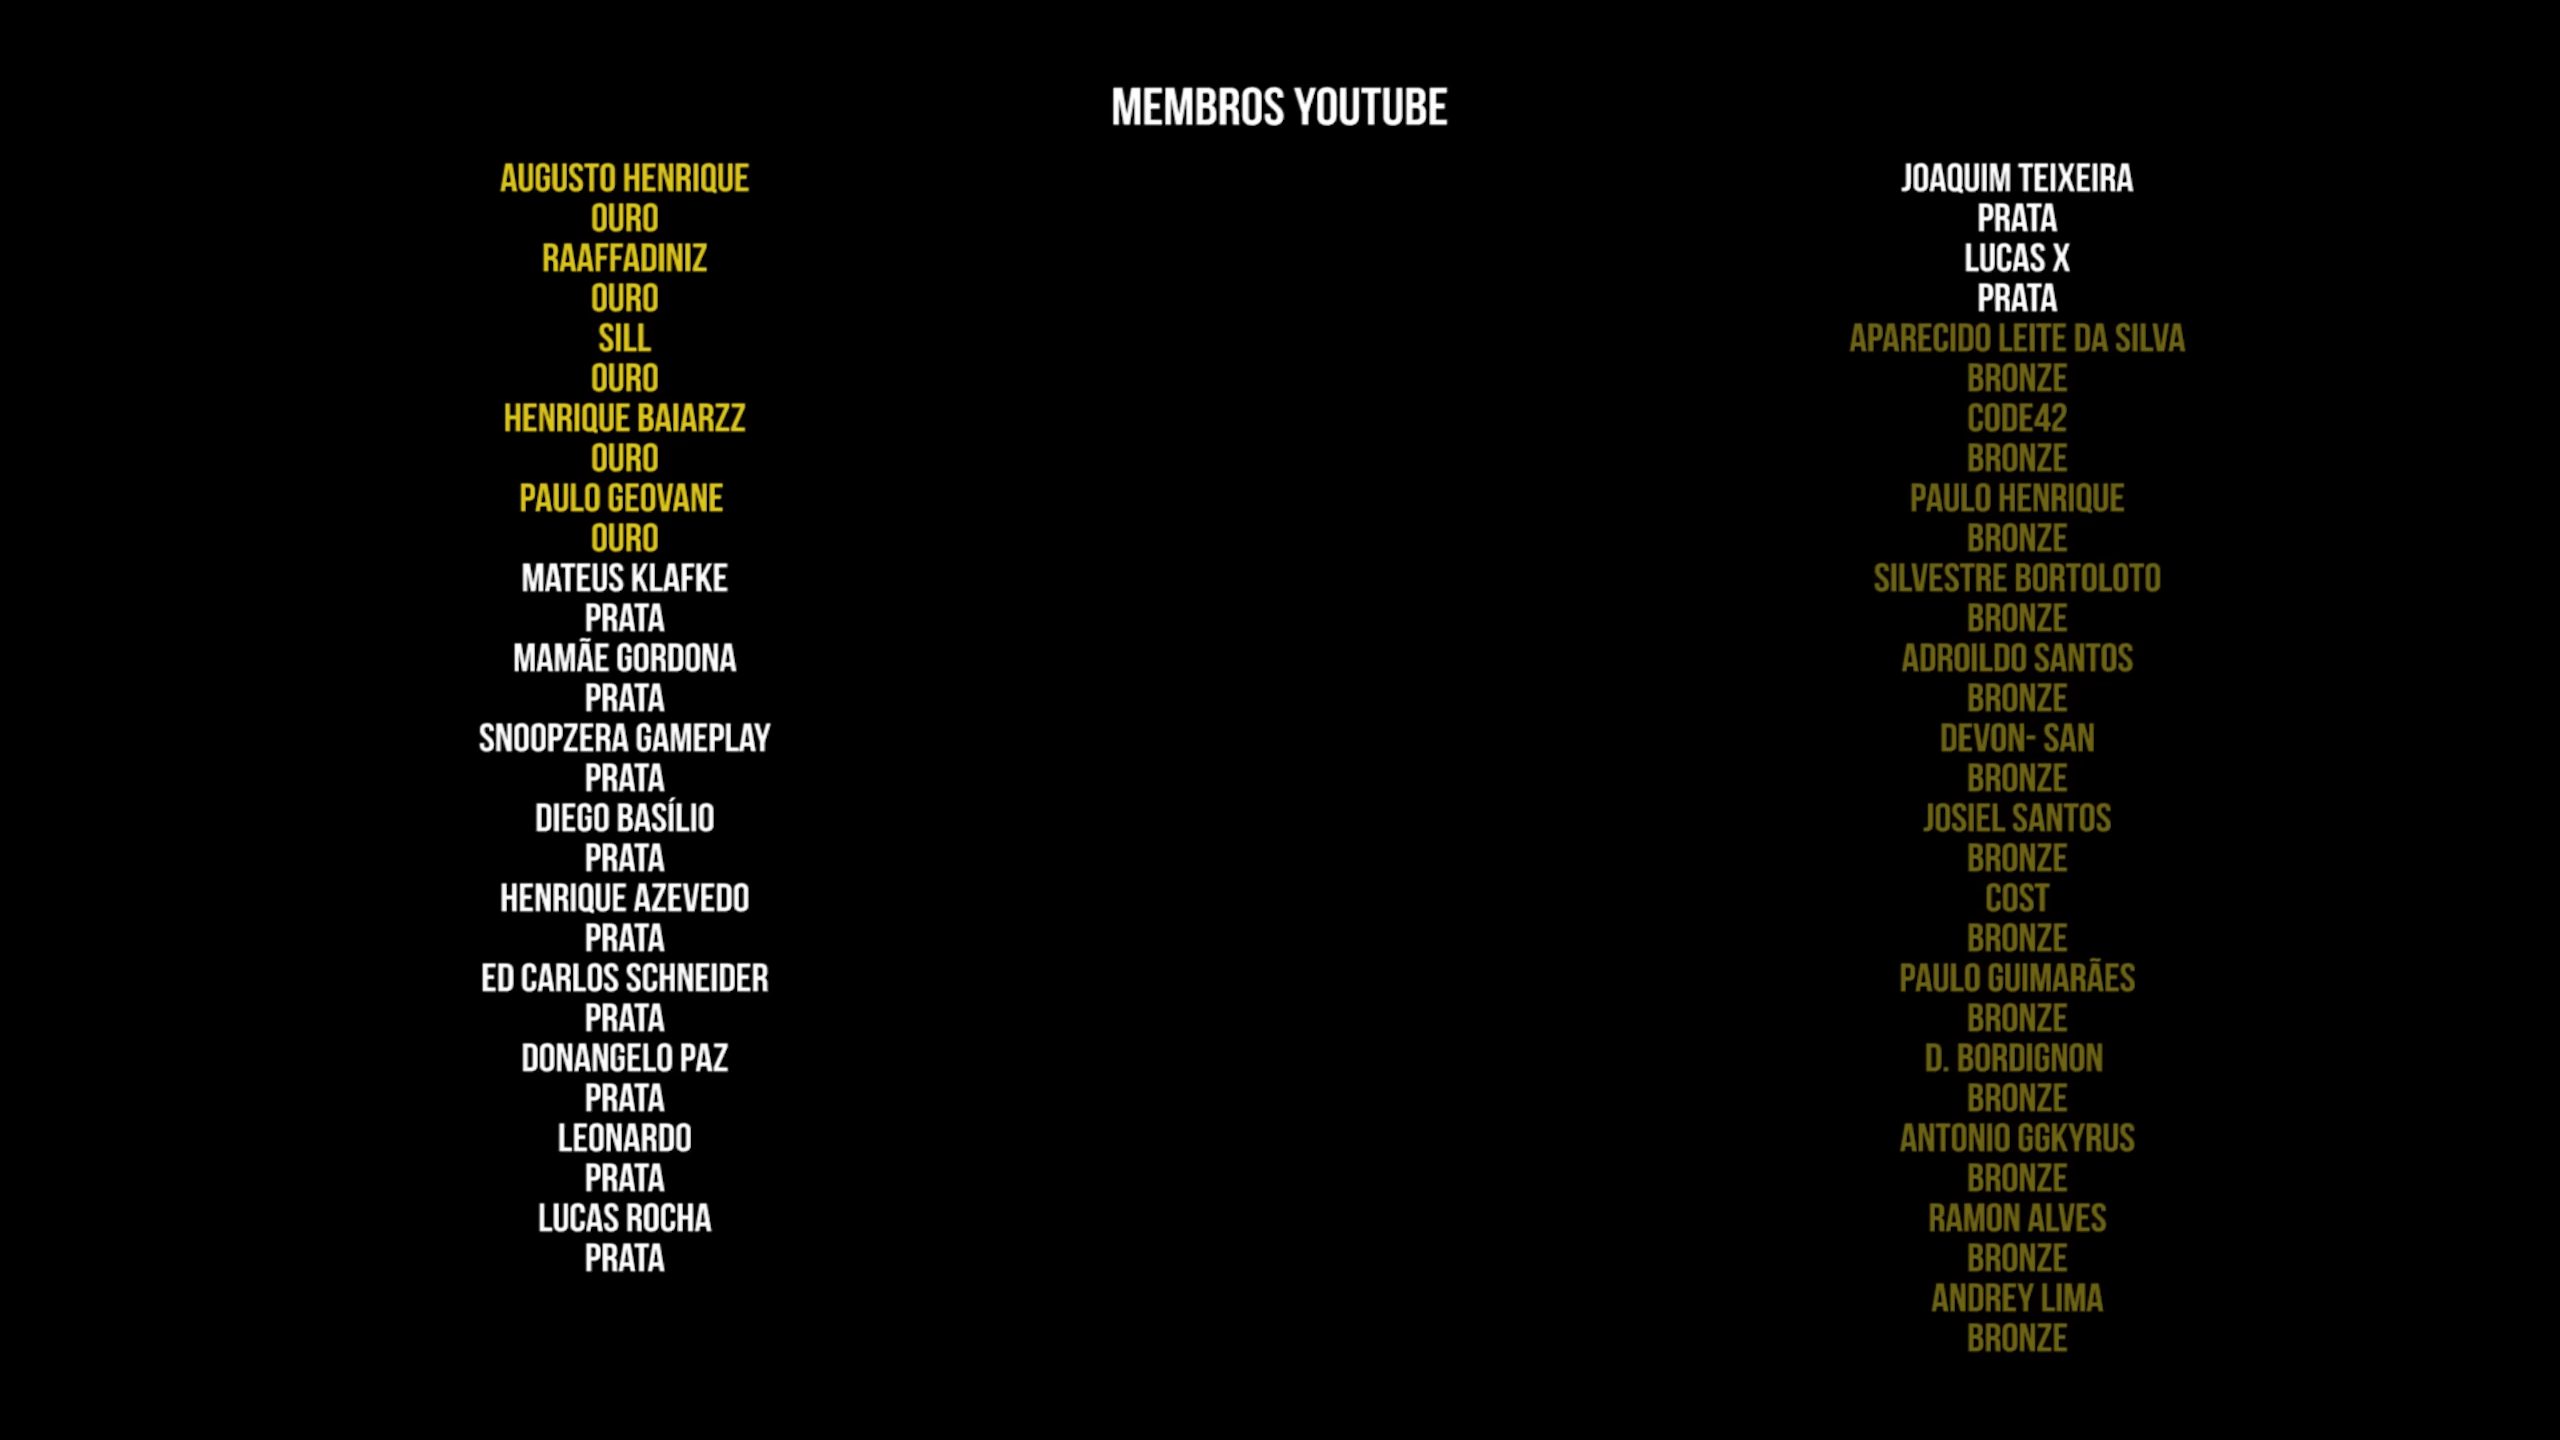 MEMBROS YOUTUBE
AUGUSTO HENRIQUE
OURO
RAAFFADINIZ
OURO
SILL
OURO
HENRIQUE BAIARZZ
OURO
PAULO GEOVANE
OURO
MATEUS KLAFKE
PRATA
MAMÃE GORDONA
PRATA
SNOOPZERA GAMEPLAY
PRATA
DIEGO BASÍLIO
PRATA
HENRIQUE AZEVEDO
PRATA
ED CARLOS SCHNEIDER
PRATA
DONANGELO PAZ
PRATA
LEONARDO
PRATA
LUCAS ROCHA
PRATA
JOAQUIM TEIXEIRA
PRATA
LUCAS X
PRATA
APARECIDO LEITE DA SILVA
BRONZE
CODE42
BRONZE
PAULO HENRIQUE
BRONZE
SILVESTRE BORTOLOTO
BRONZE
ADROILDO SANTOS
BRONZE
DEVON- SAN
BRONZE
JOSIEL SANTOS
BRONZE
COST
BRONZE
PAULO GUIMARÃES
BRONZE
D. BORDIGNON
BRONZE
ANTONIO GGKYRUS
BRONZE
RAMON ALVES
BRONZE
ANDREY LIMA
BRONZE